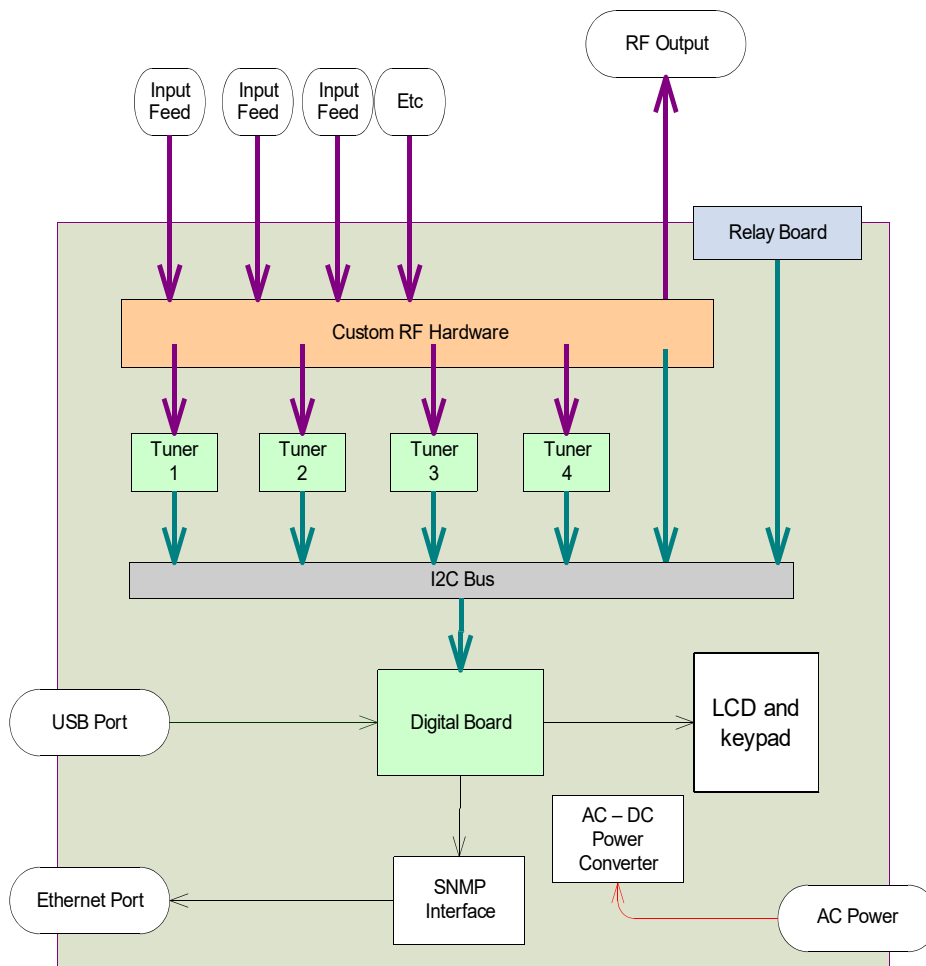 RF Output
Input
Feed
Input
Feed
Input
Feed
Etc
Relay Board
Custom RF Hardware
Tuner
1
Tuner
2
Tuner
3
Tuner
4
I2C Bus
USB Port
Digital Board
LCD and
keypad
AC – DC
Power
Converter
Ethernet Port
SNMP
Interface
AC Power